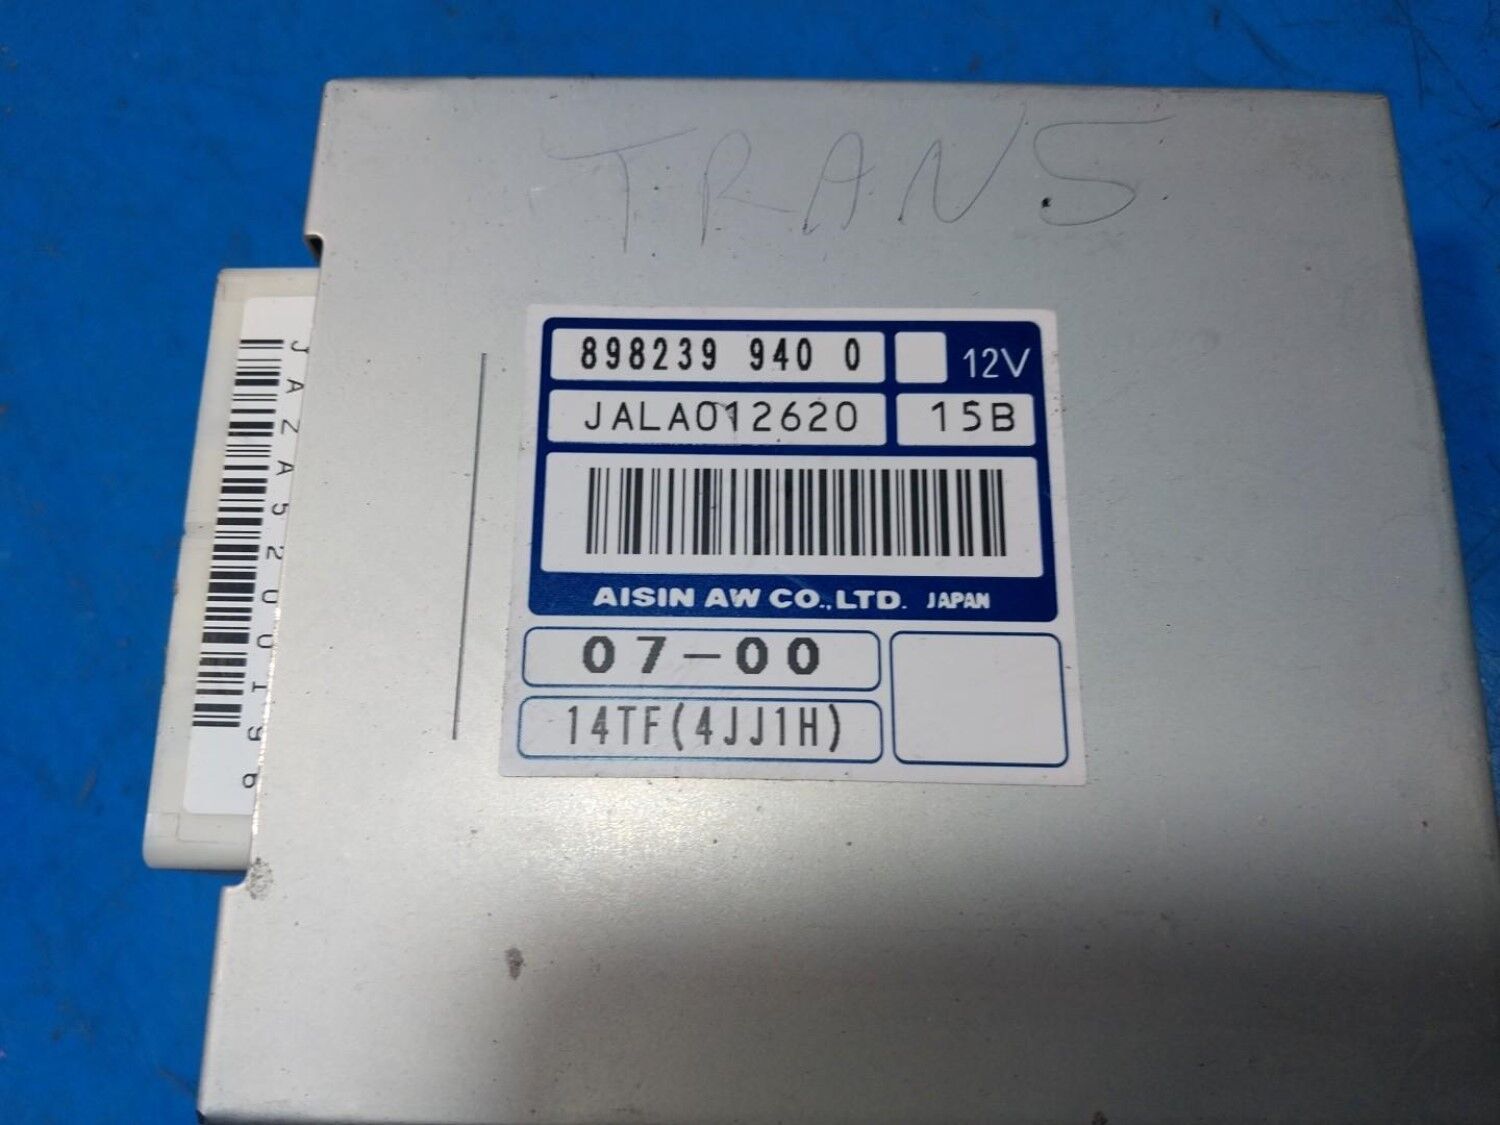 TRANS
898239 940 0
12V
JALA012620
15B
AISIN AW CO.,LTD. JAPAN
07-00
14TF(4JJ1H)